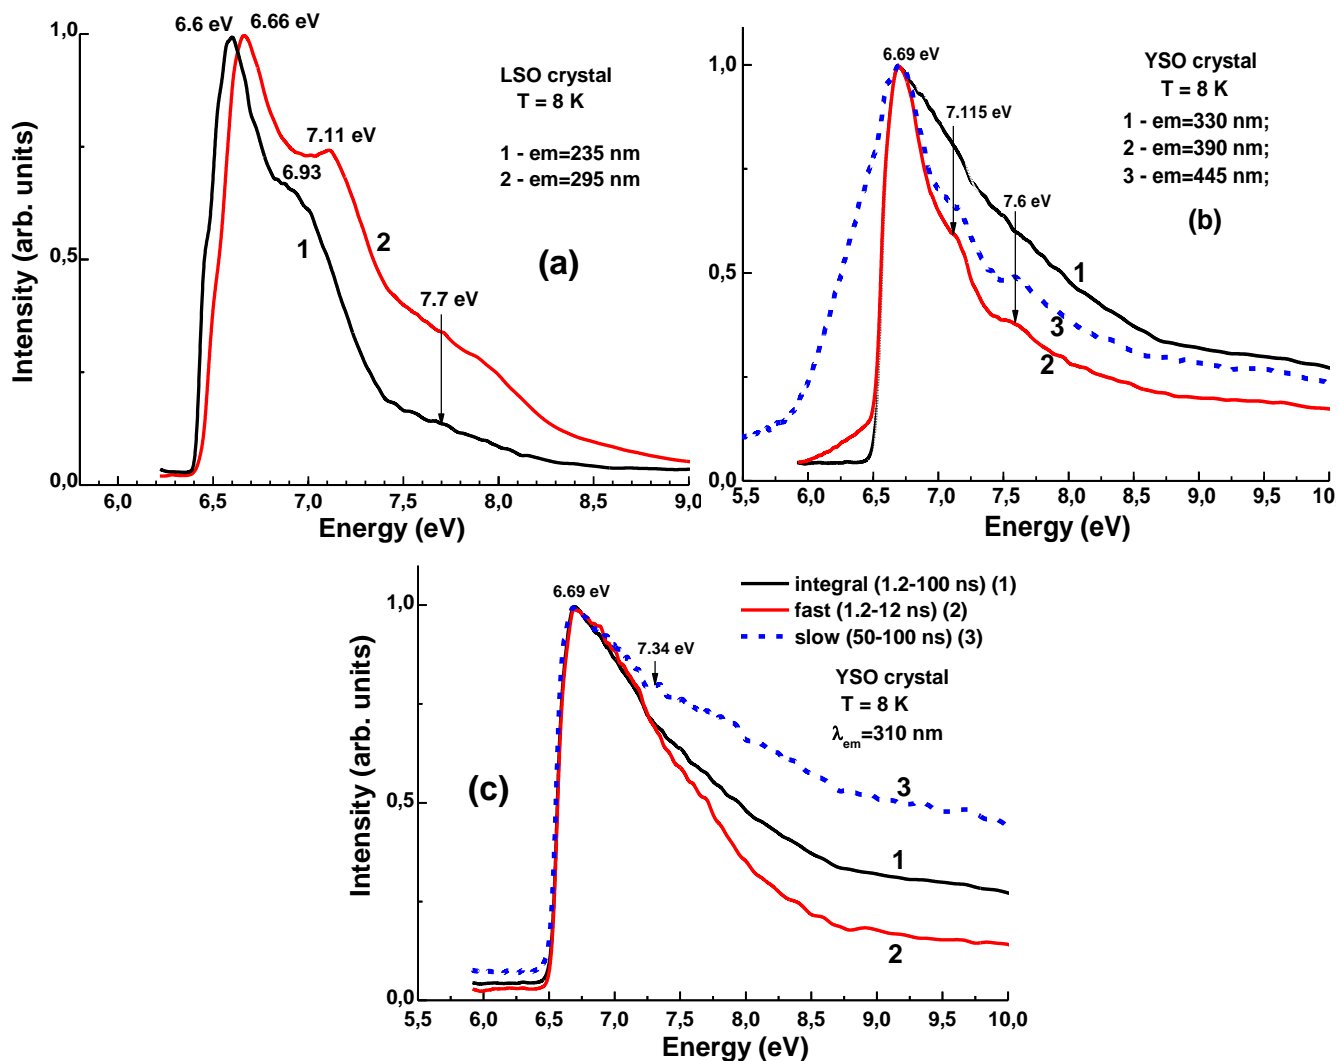 6.6 eV
6.66 eV
(a)
LSO crystal
T = 8 K
1 - em=235 nm
2 - em=295 nm
7.11 eV
6.93
1
2
(a)
7.7 eV
1,0
0,5
0,0
Intensity (arb. units)
6,0 6,5 7,0 7,5 8,0 8,5 9,0
Energy (eV)
6.69 eV
YSO crystal
T = 8 K
1 - em=330 nm;
2 - em=390 nm;
3 - em=445 nm;
(b)
7.115 eV
7.6 eV
1
3
2
1,0
0,5
0,0
5,5 6,0 6,5 7,0 7,5 8,0 8,5 9,0 9,5 10,
Energy (eV)
6.69 eV
integral (1.2-100 ns) (1)
fast (1.2-12 ns) (2)
slow (50-100 ns) (3)
7.34 eV
YSO crystal
T = 8 K
λem=310 nm
(c)
3
1
2
1,0
0,5
0,0
Intensity (arb. units)
5,5 6,0 6,5 7,0 7,5 8,0 8,5 9,0 9,5 10,0
Energy (eV)